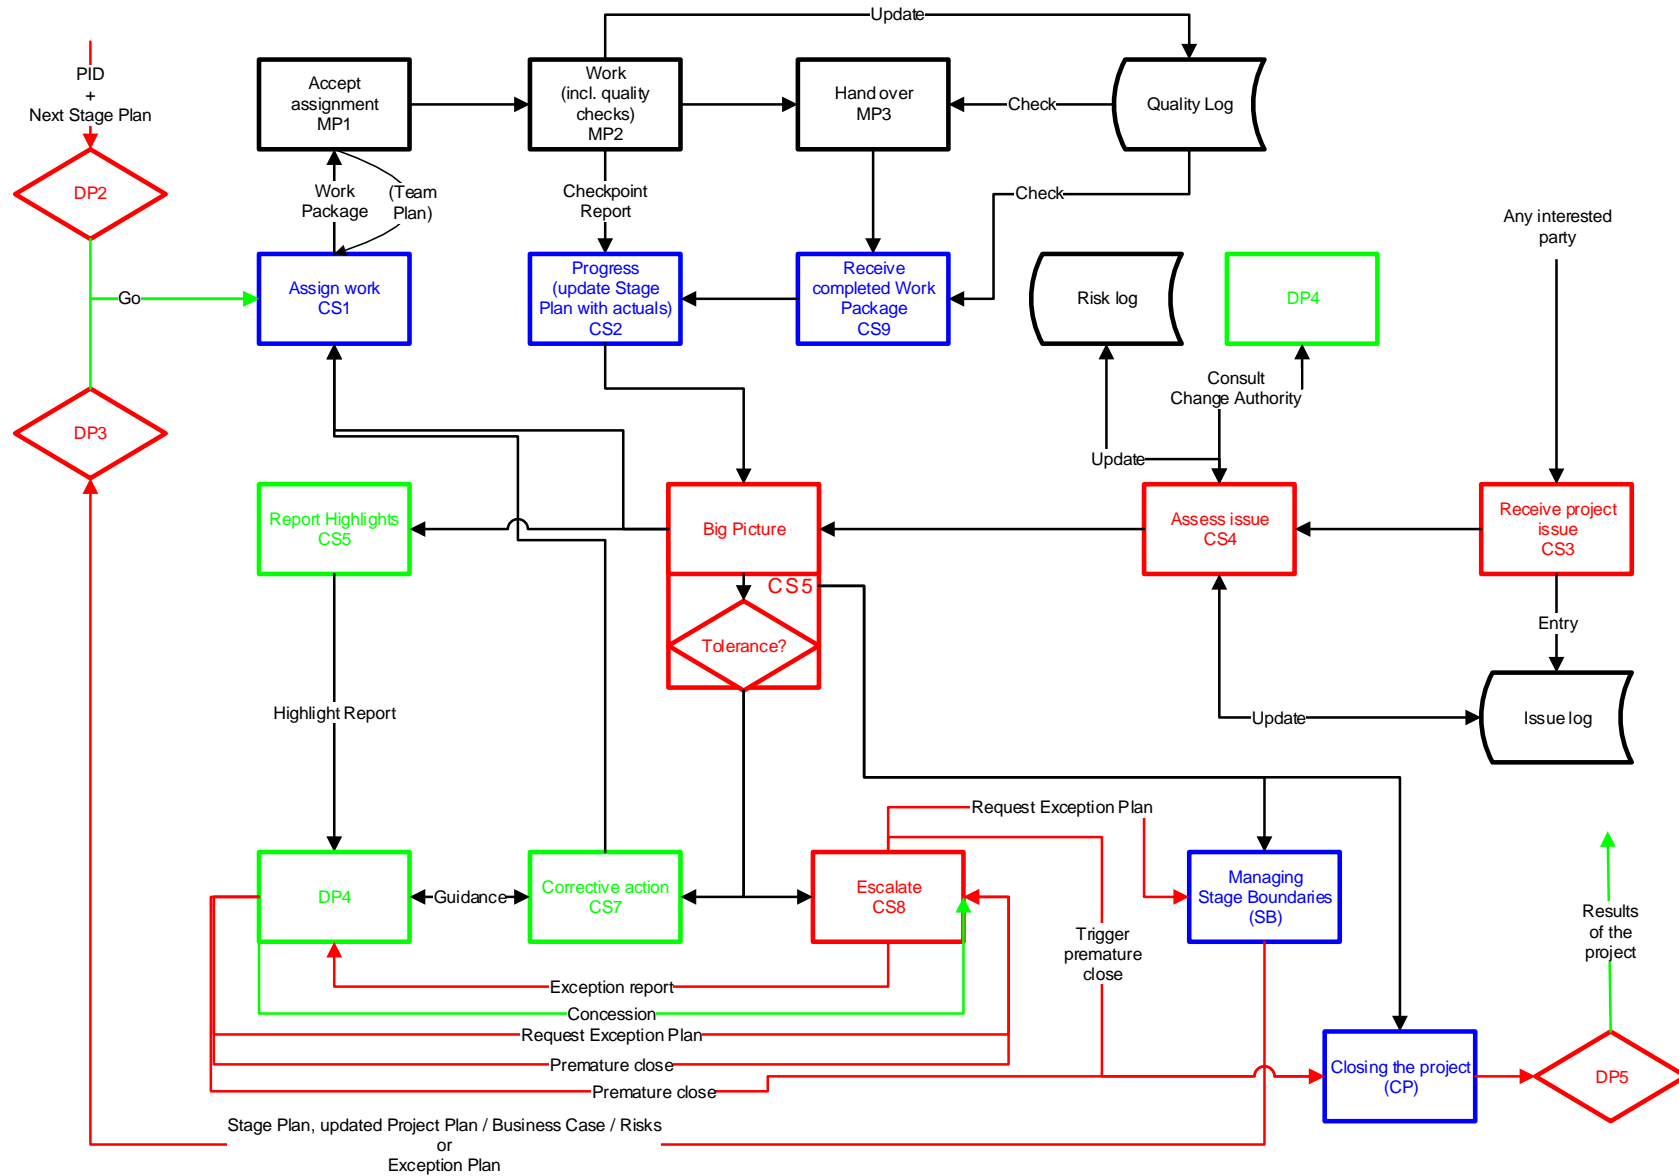 Update
PID
+
Next Stage Plan
Accept
assignment
MP1
Work
(incl. quality
checks)
MP2
Hand over
MP3
Check
Quality Log
DP2
Work
Package
(Team
Plan)
Checkpoint
Report
Check
Any interested
party
Go
Assign work
CS1
Progress
(update Stage
Plan with actuals)
CS2
Receive
completed Work
Package
CS9
Risk log
DP4
Consult
Change Authority
DP3
Update
Report Highlights
CS5
Big Picture
Assess issue
CS4
Receive project
issue
CS3
CS5
Tolerance?
Entry
Highlight Report
Update
Issue log
Request Exception Plan
DP4
Guidance
Corrective action
CS7
Escalate
CS8
Managing
Stage Boundaries
(SB)
Results
of the
project
Trigger
premature
close
Exception report
Concession
Request Exception Plan
Premature close
Premature close
Closing the project
(CP)
DP5
Stage Plan, updated Project Plan / Business Case / Risks
or
Exception Plan